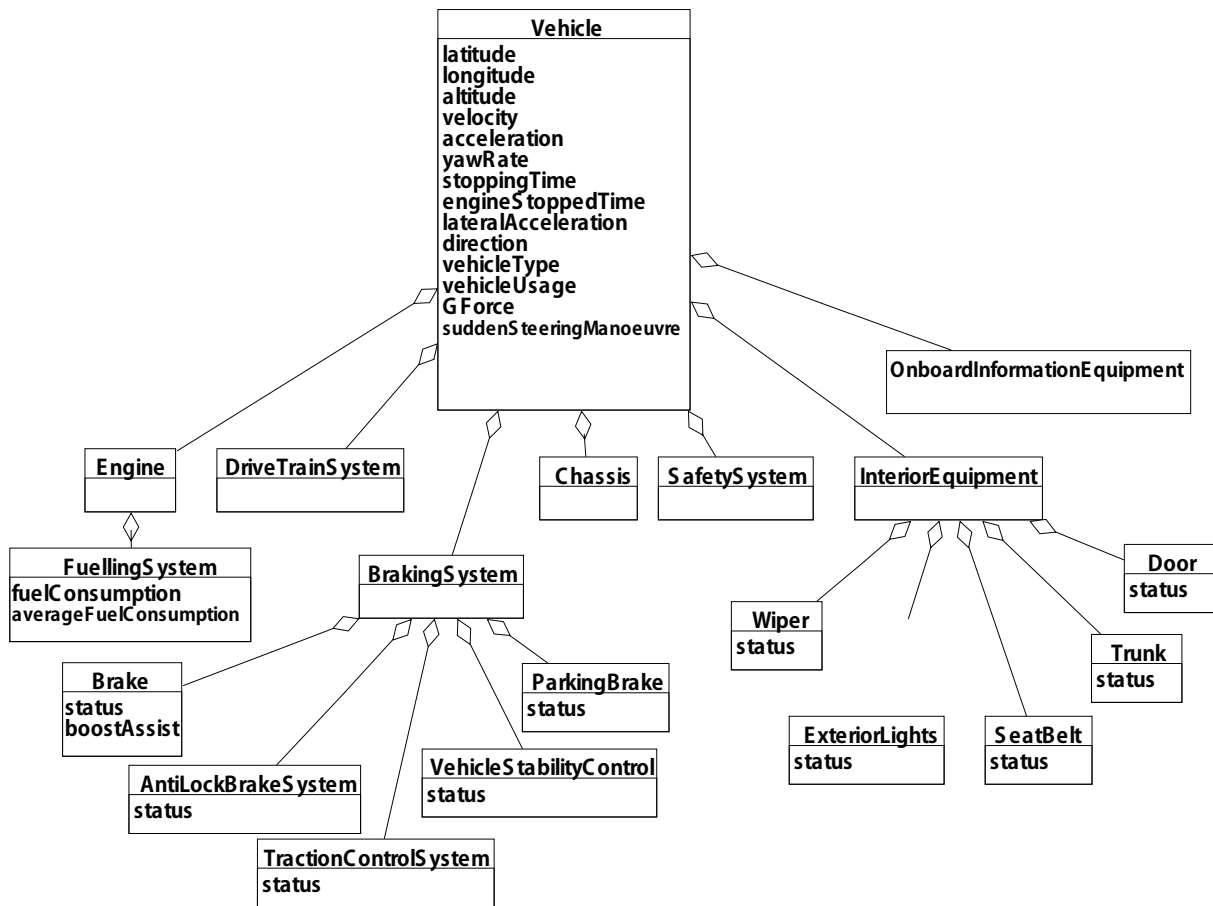 Vehicle
latitude
longitude
altitude
velocity
acceleration
yawRate
stoppingTime
engineStoppedTime
lateralAcceleration
direction
vehicleType
vehicleUsage
GForce
suddenSteeringManoeuvre
OnboardInformationEquipment
Engine
DriveTrainSystem
Chassis
SafetySystem
InteriorEquipment
FuellingSystem
fuelConsumption
averageFuelConsumption
BrakingSystem
Door
status
Wiper
status
Trunk
status
Brake
status
boostAssist
ParkingBrake
status
ExteriorLights
status
SeatBelt
status
AntiLockBrakeSystem
status
VehicleStabilityControl
status
TractionControlSystem
status